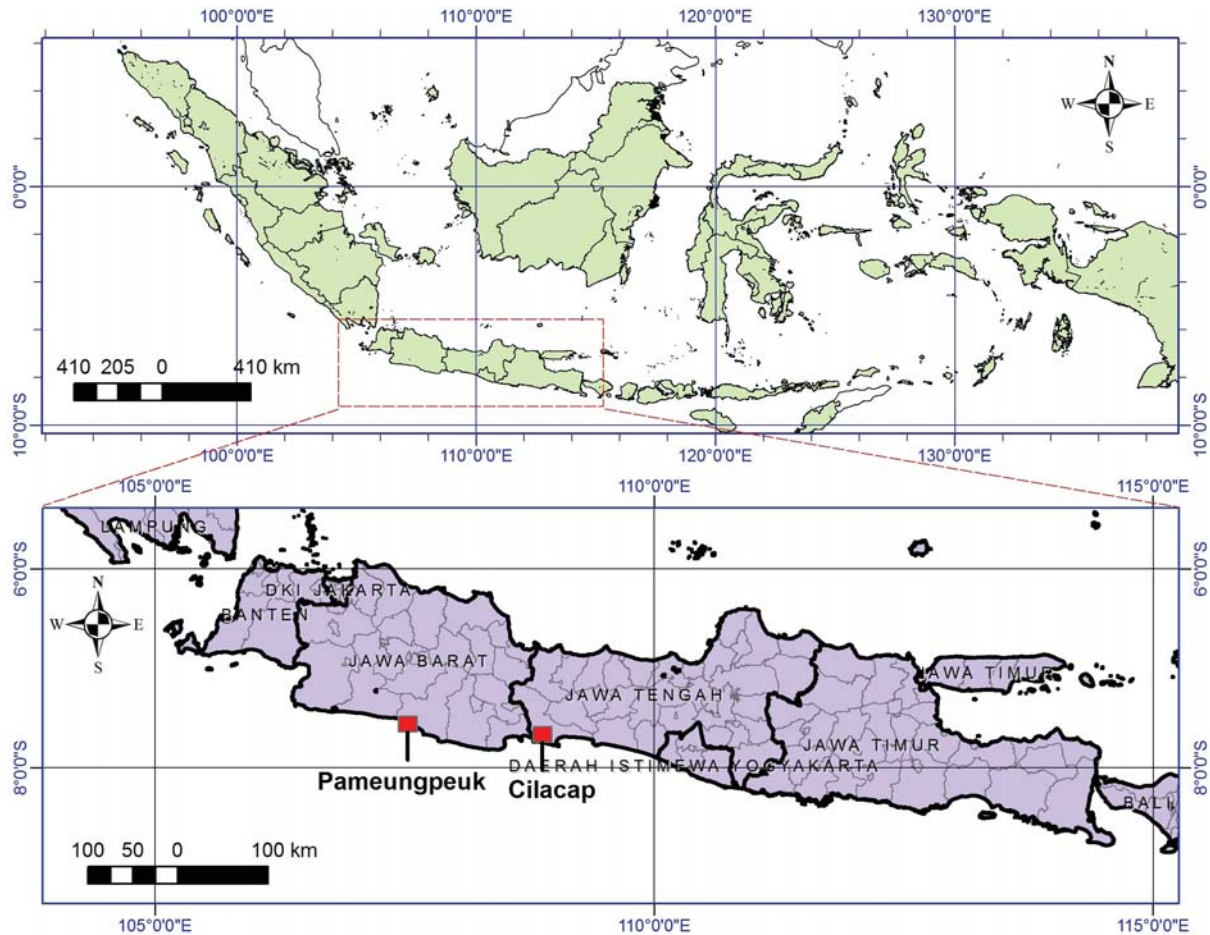 100°0'0"E 110°0'0"E 120°0'0"E 130°0'0"E
N
W E
S
0°0'0" 0°0'0"
410 205 0 410 km
10°0'0"S 10°0'0"S
100°0'0"E 110°0'0"E 120°0'0"E 130°0'0"E
105°0'0"E 110°0'0"E 115°0'0"E
LAMPUNG
6°0'0"S 6°0'0"S
N
W E
S
DKI JAKARTA
BANTEN
JAWA BARAT
JAWA TIMUR
JAWA TENGAH
JAWA TIMUR
DAERAH ISTIMEWA YOGYAKARTA
8°0'0"S 8°0'0"S
Pameungpeuk
Cilacap
BALI
100 50 0 100 km
105°0'0"E 110°0'0"E 115°0'0"E